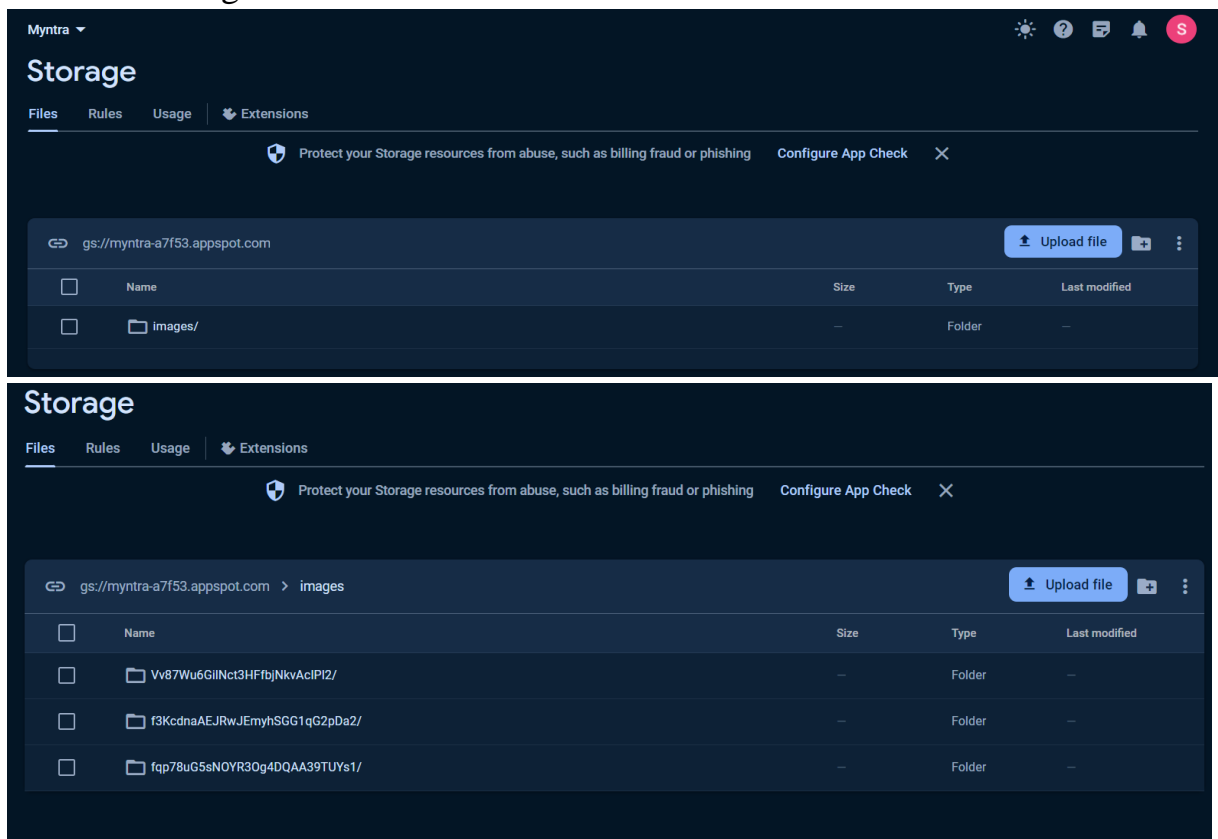 Myntra
S
Storage
Files Rules Usage Extensions
Protect your Storage resources from abuse, such as billing fraud or phishing Configure App Check
gs://myntra-a7f53.appspot.com Upload file
Name Size Type Last modified
images/ — Folder —
Storage
Files Rules Usage Extensions
Protect your Storage resources from abuse, such as billing fraud or phishing Configure App Check
gs://myntra-a7f53.appspot.com > images Upload file
Name Size Type Last modified
— Folder —
f3KcdnaAEJRwJEmyhSGG1qG2pDa2/ — Folder —
fqp78uG5sNOYR3Og4DQAA39TUYs1/ — Folder —